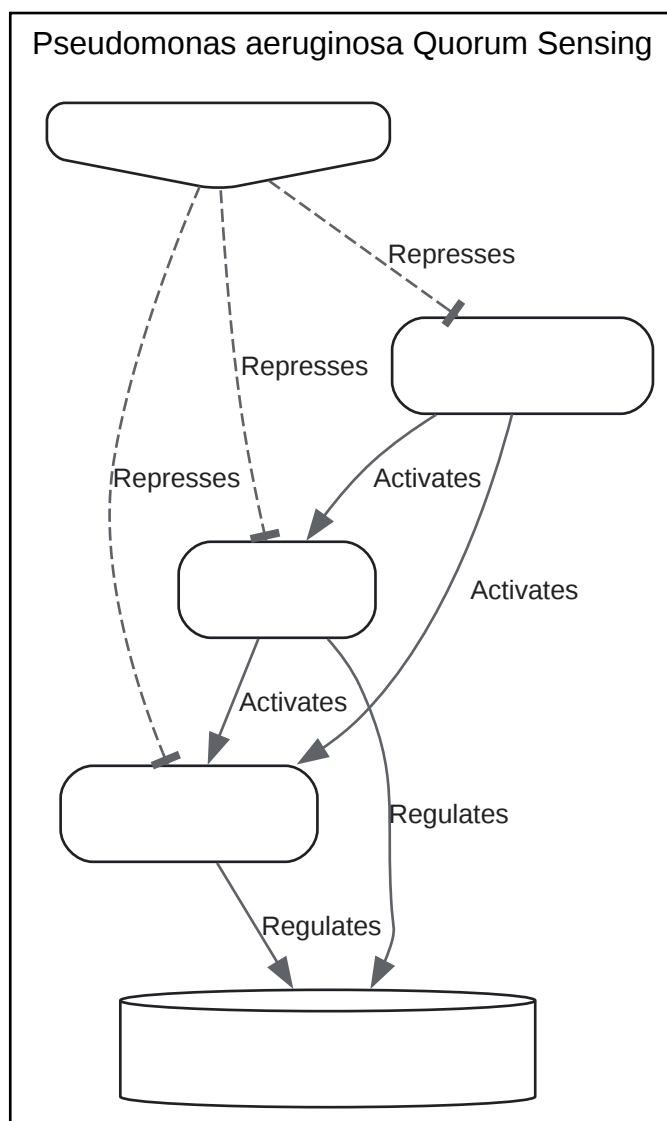 Pseudomonas aeruginosa Quorum Sensing
Represses
Represses
Activates
Represses
Activates
Activates
Regulates
Regulates